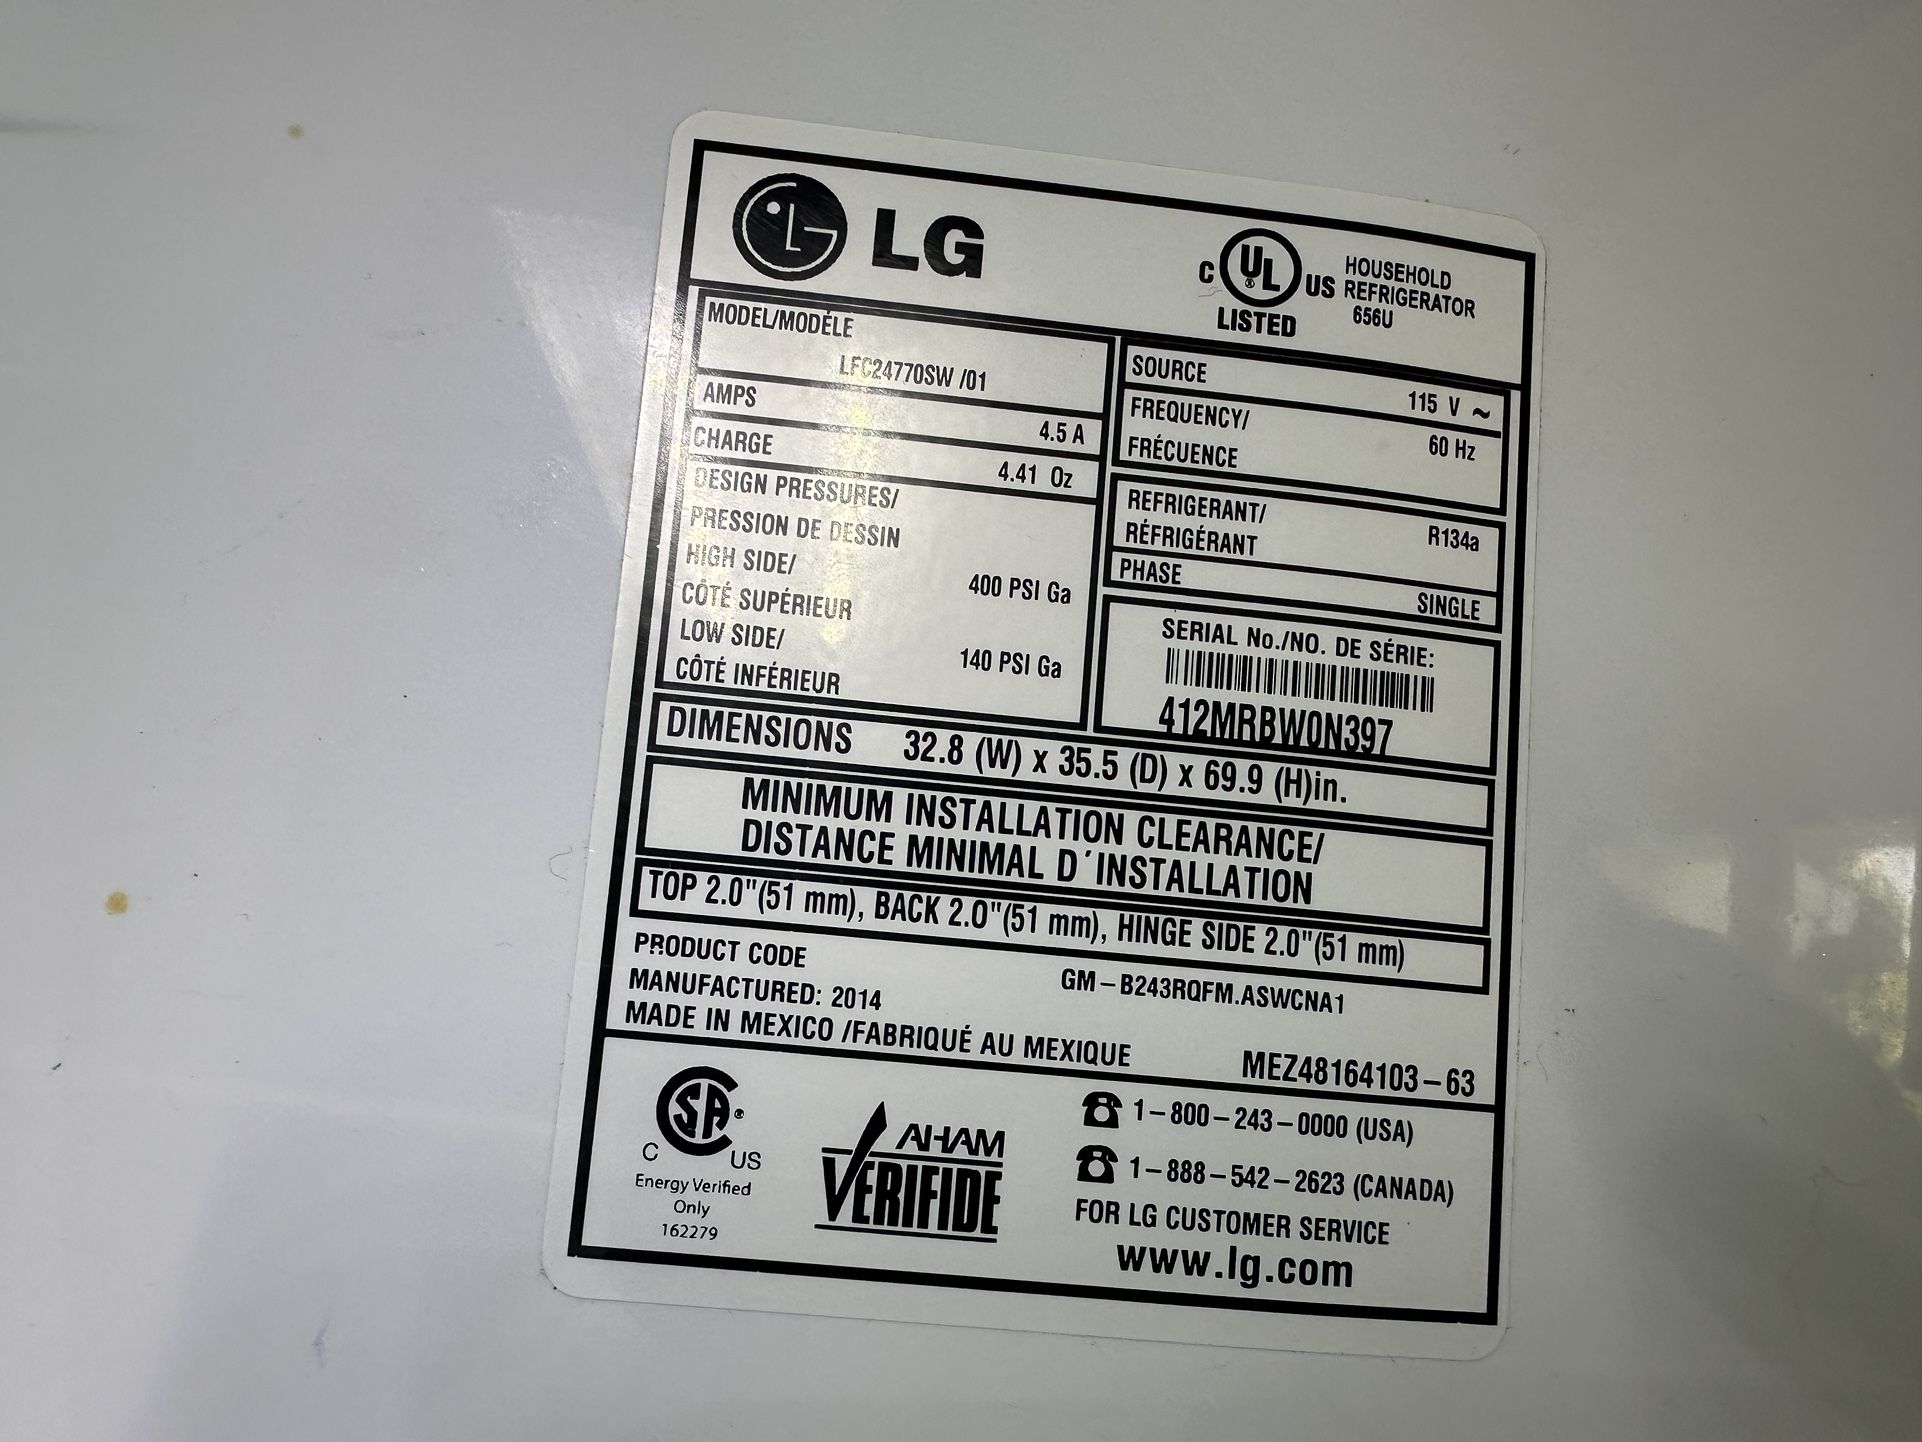 LG
C UL US LISTED
HOUSEHOLD
REFRIGERATOR
656U
MODEL/MODÉLE
LFC24770SW /01
AMPS 4.5 A
CHARGE 4.41 Oz
DESIGN PRESSURES/
PRESSION DE DESSIN
HIGH SIDE/
CÔTÉ SUPÉRIEUR 400 PSI Ga
LOW SIDE/
CÔTÉ INFÉRIEUR 140 PSI Ga
SOURCE 115 V ~
FREQUENCY/
FRÉCUENCE 60 Hz
REFRIGERANT/
RÉFRIGÉRANT R134a
PHASE SINGLE
SERIAL No./NO. DE SÉRIE:
412MRBW0N397
DIMENSIONS 32.8 (W) x 35.5 (D) x 69.9 (H)in.
MINIMUM INSTALLATION CLEARANCE/
DISTANCE MINIMAL D´INSTALLATION
TOP 2.0"(51 mm), BACK 2.0"(51 mm), HINGE SIDE 2.0"(51 mm)
PRODUCT CODE GM-B243RQFM.ASWCNA1
MANUFACTURED: 2014
MADE IN MEXICO /FABRIQUÉ AU MEXIQUE MEZ48164103-63
CSA®
C US
Energy Verified
Only
162279
AHAM
VERIFIDE
1-800-243-0000 (USA)
1-888-542-2623 (CANADA)
FOR LG CUSTOMER SERVICE
www.lg.com